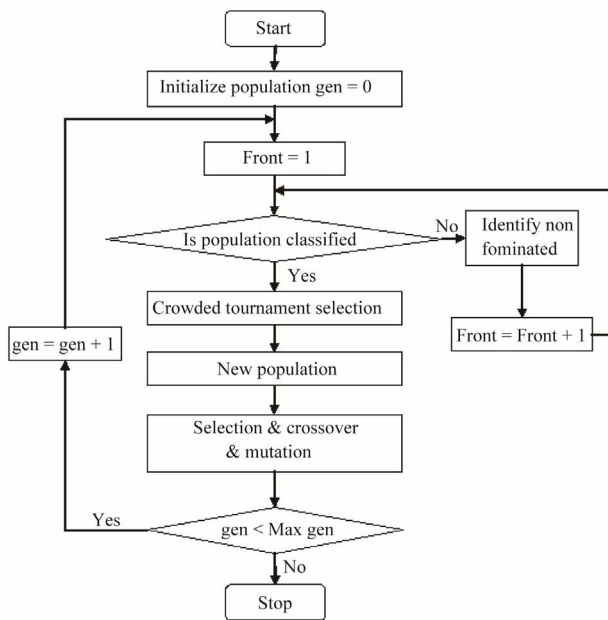 Start
Initialize population gen = 0
Front = 1
Is population classified
No
Identify non
fominated
Front = Front + 1
Yes
Crowded tournament selection
New population
Selection & crossover
& mutation
gen < Max gen
Yes
gen = gen + 1
No
Stop